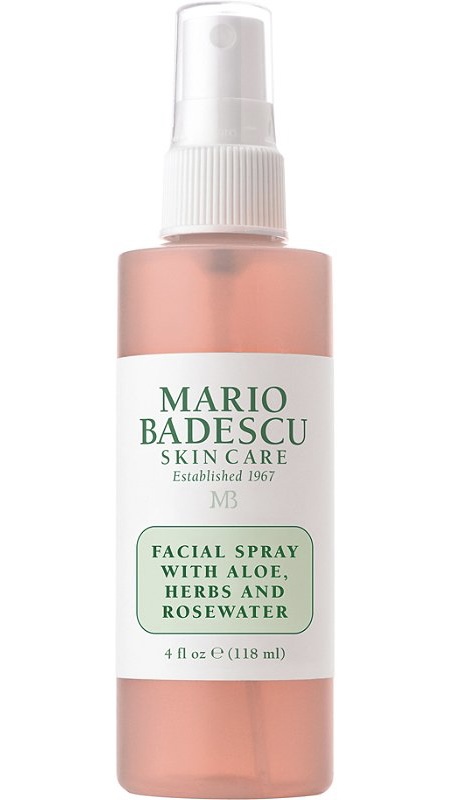 MARIO
BADESCU
SKIN CARE
Established 1967
MB
FACIAL SPRAY
WITH ALOE,
HERBS AND
ROSEWATER
4 fl oz ℮ (118 ml)